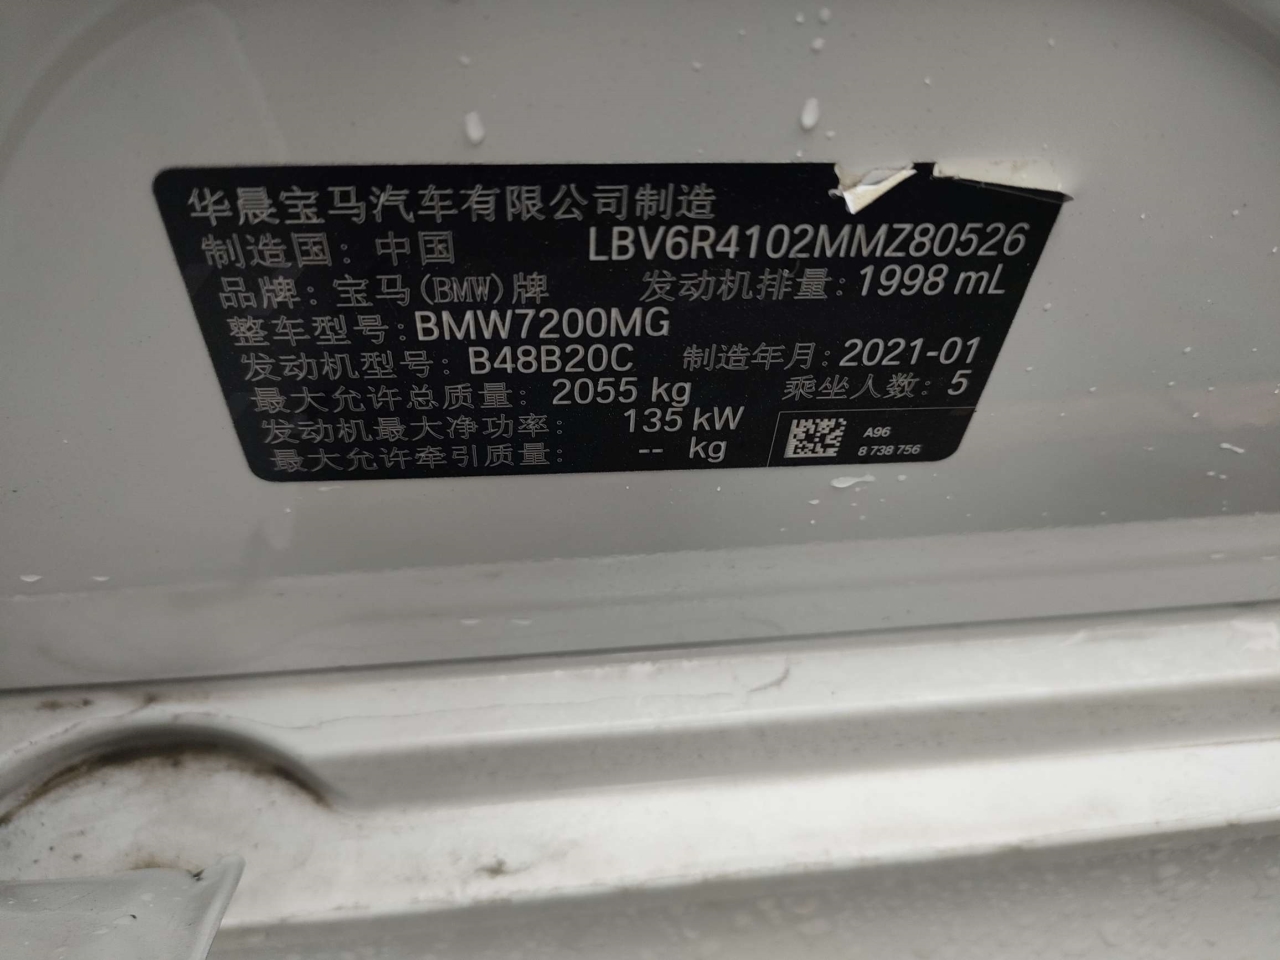 华晨宝马汽车有限公司制造
制造国: 中国 LBV6R4102MMZ80526
品牌: 宝马(BMW)牌 发动机排量: 1998 mL
整车型号: BMW7200MG
发动机型号: B48B20C 制造年月: 2021-01
最大允许总质量: 2055 kg 乘坐人数: 5
发动机最大净功率: 135 kW
最大允许牵引质量: -- kg
A96
8 738 756